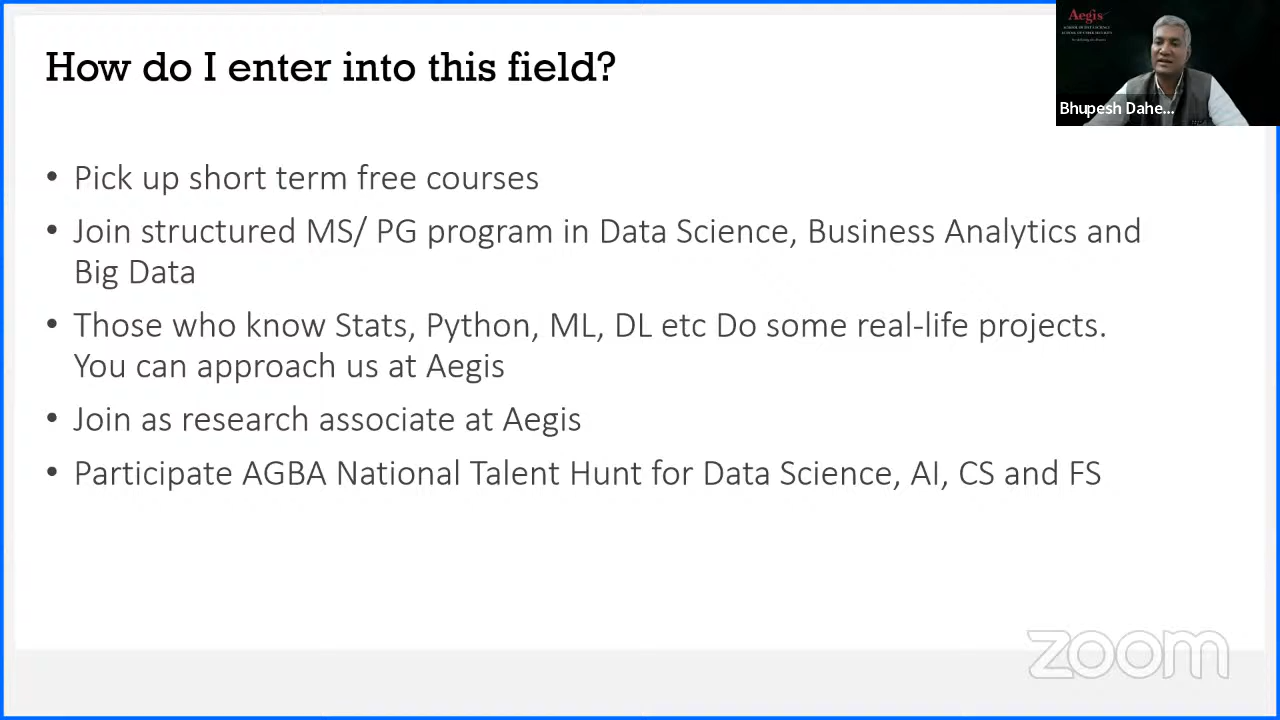 How do I enter into this field?
Aegis
Bhupesh Dahe...
• Pick up short term free courses
• Join structured MS/ PG program in Data Science, Business Analytics and
Big Data
• Those who know Stats, Python, ML, DL etc Do some real-life projects.
You can approach us at Aegis
• Join as research associate at Aegis
• Participate AGBA National Talent Hunt for Data Science, AI, CS and FS
zoom